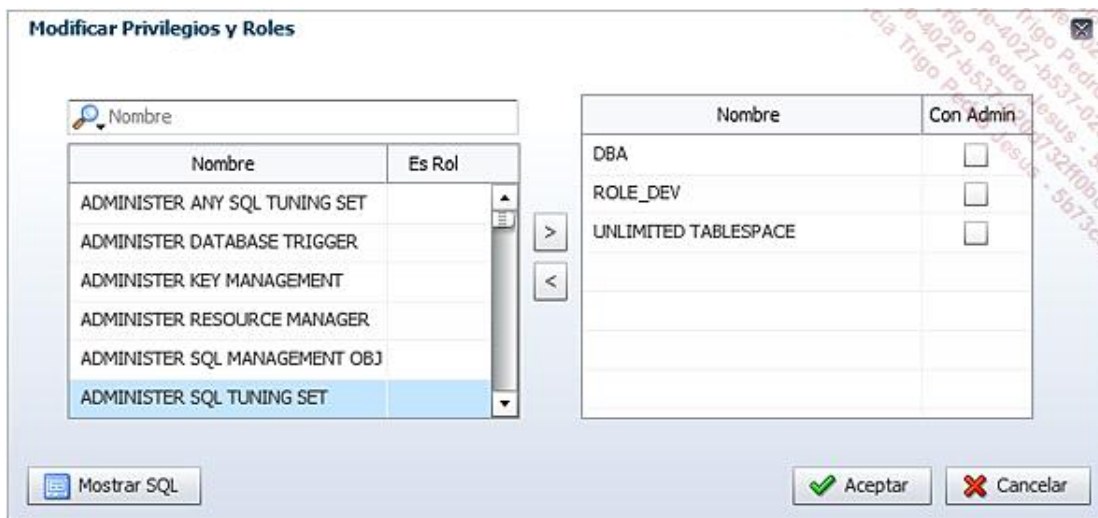 Modificar Privilegios y Roles
Nombre
Nombre Es Rol
ADMINISTER ANY SQL TUNING SET
ADMINISTER DATABASE TRIGGER
ADMINISTER KEY MANAGEMENT
ADMINISTER RESOURCE MANAGER
ADMINISTER SQL MANAGEMENT OBJ
ADMINISTER SQL TUNING SET
>
<
Nombre Con Admin
DBA
ROLE_DEV
UNLIMITED TABLESPACE
Mostrar SQL
Aceptar
Cancelar